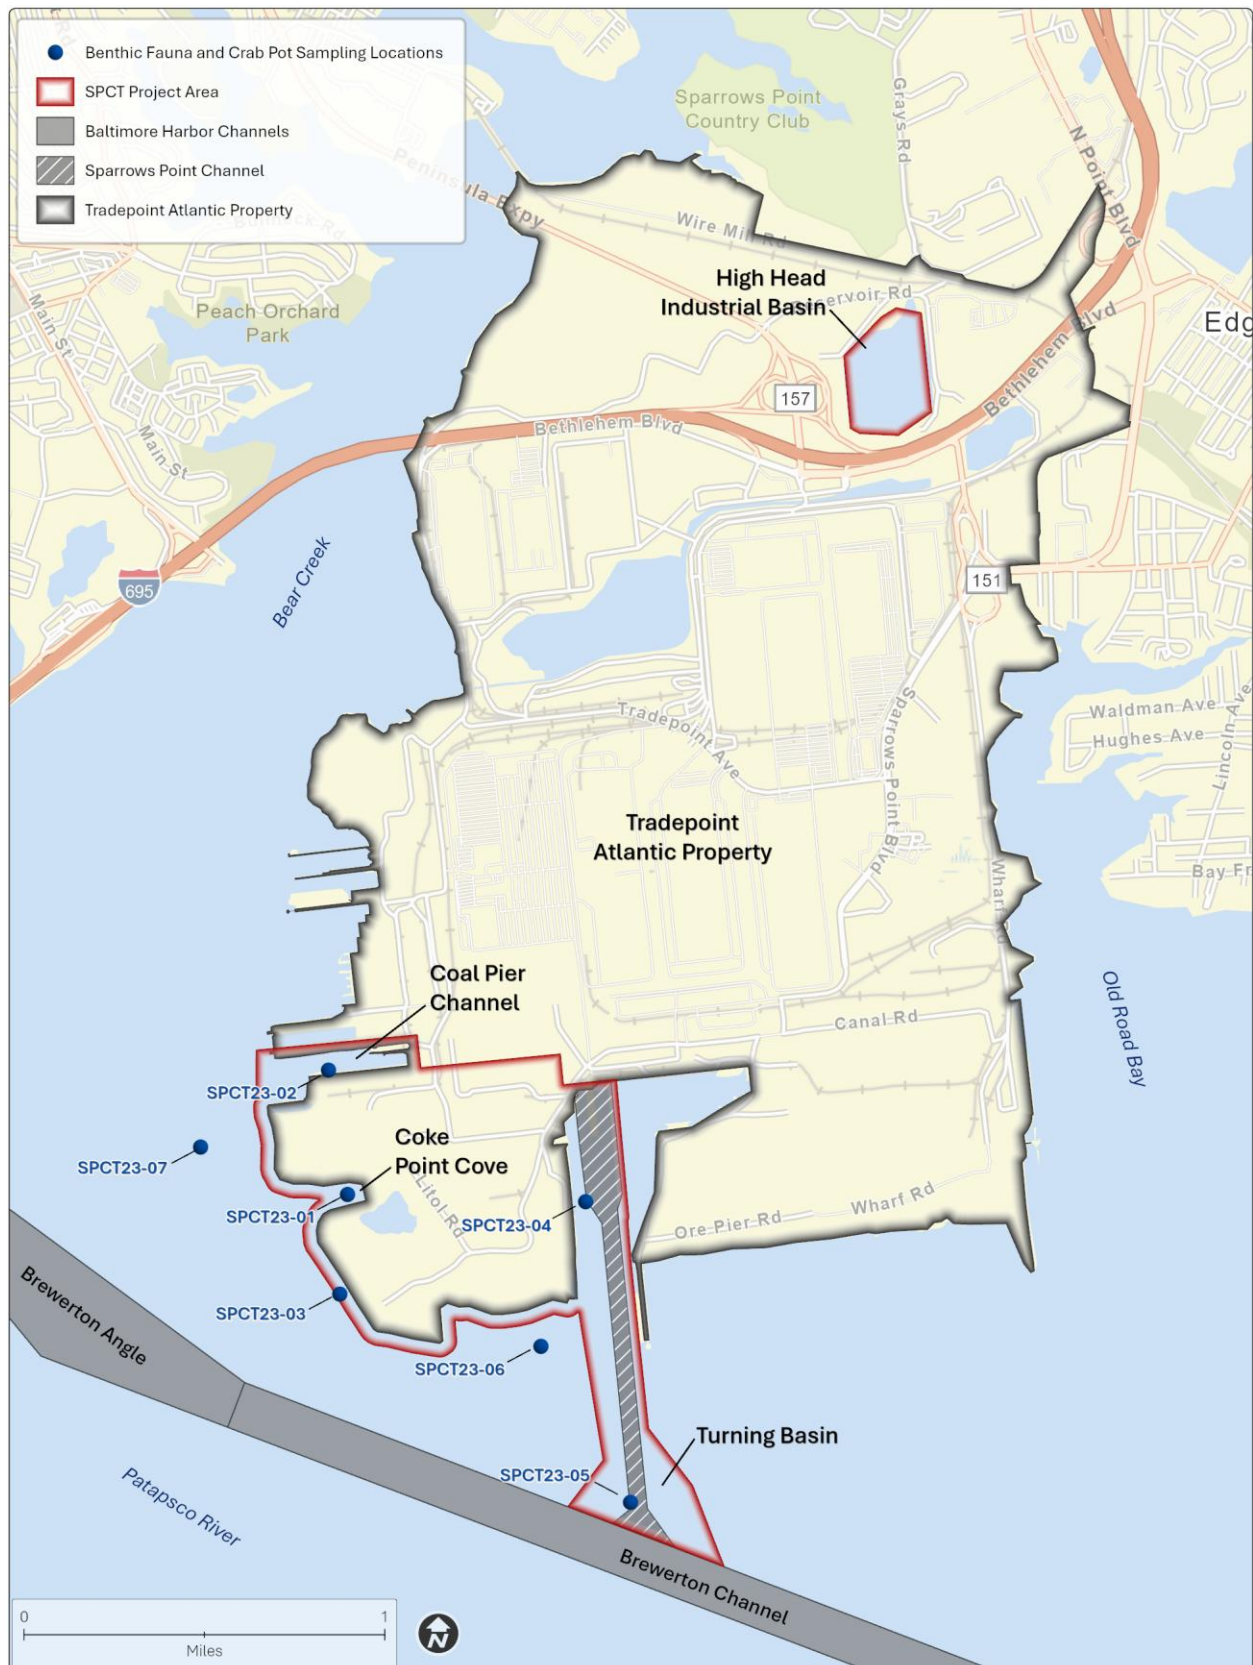 Benthic Fauna and Crab Pot Sampling Locations
SPCT Project Area
Baltimore Harbor Channels
Sparrows Point Channel
Tradepoint Atlantic Property
Sparrows Point
Country Club
Grays Rd
N Point Blvd
Peninsula Expy
Wire Mill Rd
High Head
Industrial Basin
Reservoir Rd
Peach Orchard
Park
Main St
Main St
Edg
157
Bethlehem Blvd
Bethlehem Blvd
695
Bear Creek
151
Waldman Ave
Hughes Ave
Lincoln Ave
Tradepoint Ave
Sparrows Point Blvd
Tradepoint
Atlantic Property
Bay Fr
Wharf Rd
Coal Pier
Channel
Old Road Bay
Canal Rd
SPCT23-02
Coke
Point Cove
SPCT23-07
SPCT23-01
Litol Rd
SPCT23-04
Wharf Rd
Ore Pier Rd
SPCT23-03
Brewerton Angle
SPCT23-06
Turning Basin
SPCT23-05
Patapsco River
Brewerton Channel
0 1
Miles
N